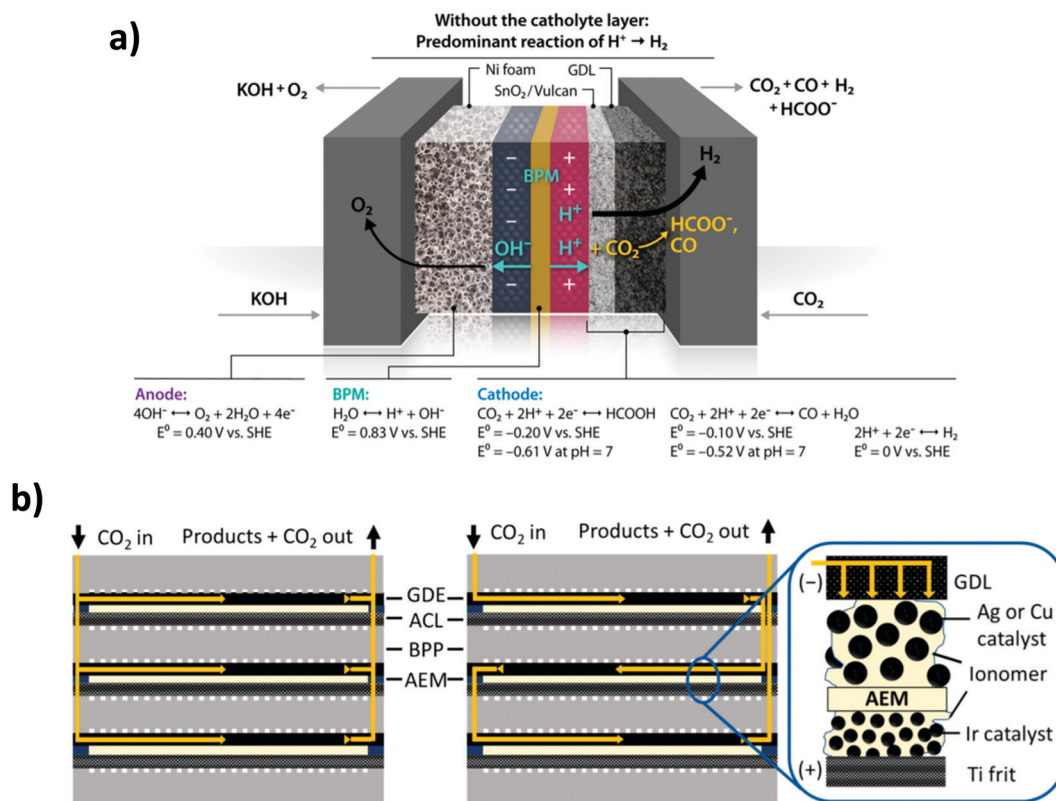 a)
Without the catholyte layer:
Predominant reaction of H⁺ → H₂
Ni foam
GDL
SnO₂/Vulcan
KOH + O₂
CO₂ + CO + H₂
+ HCOO⁻
H₂
BPM
O₂
H⁺
HCOO⁻,
CO
OH⁻
H⁺
+ CO₂
− − − −
+ + + +
KOH
CO₂
Anode:
4OH⁻ ⟷ O₂ + 2H₂O + 4e⁻
E⁰ = 0.40 V vs. SHE
BPM:
H₂O ⟷ H⁺ + OH⁻
E⁰ = 0.83 V vs. SHE
Cathode:
CO₂ + 2H⁺ + 2e⁻ ⟷ HCOOH
E⁰ = −0.20 V vs. SHE
E⁰ = −0.61 V at pH = 7
CO₂ + 2H⁺ + 2e⁻ ⟷ CO + H₂O
E⁰ = −0.10 V vs. SHE
E⁰ = −0.52 V at pH = 7
2H⁺ + 2e⁻ ⟷ H₂
E⁰ = 0 V vs. SHE
b)
CO₂ in
Products + CO₂ out
CO₂ in
Products + CO₂ out
GDE
ACL
BPP
AEM
(−)
GDL
Ag or Cu
catalyst
Ionomer
AEM
Ir catalyst
(+)
Ti frit